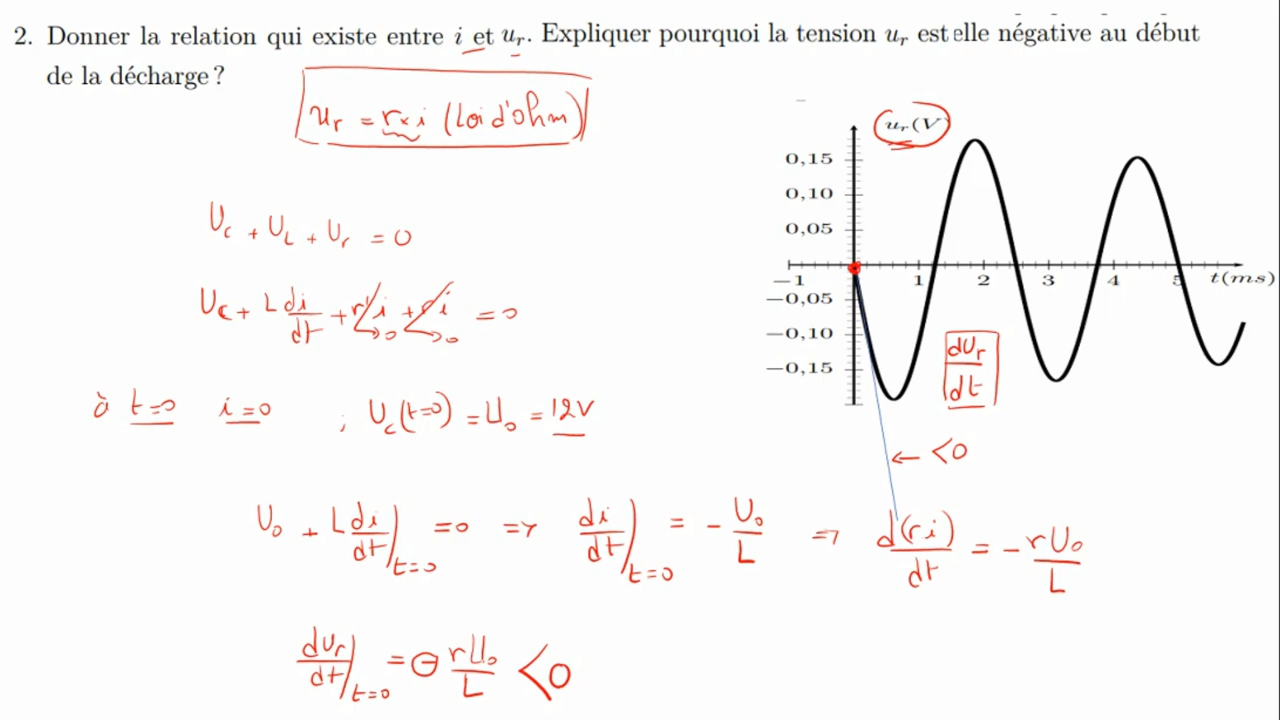 2. Donner la relation qui existe entre i et u_r. Expliquer pourquoi la tension u_r est elle négative au début
de la décharge ?
u_r = r × i (Loi d'ohm)
u_r(V)
0,15
0,10
0,05
−1 1 2 3 4 5 t(ms)
−0,05
−0,10
−0,15
dU_r/dt
← <0
U_c + U_L + U_r = 0
U_c + L di/dt + r'i + ri = 0
→0 →0
à t=0 i=0 ; U_c(t=0) = U_0 = 12V
U_0 + L di/dt)_{t=0} = 0 => di/dt)_{t=0} = - U_0/L => d(ri)/dt = - rU_0/L
dU_r/dt)_{t=0} = ⊖ rU_0/L < 0